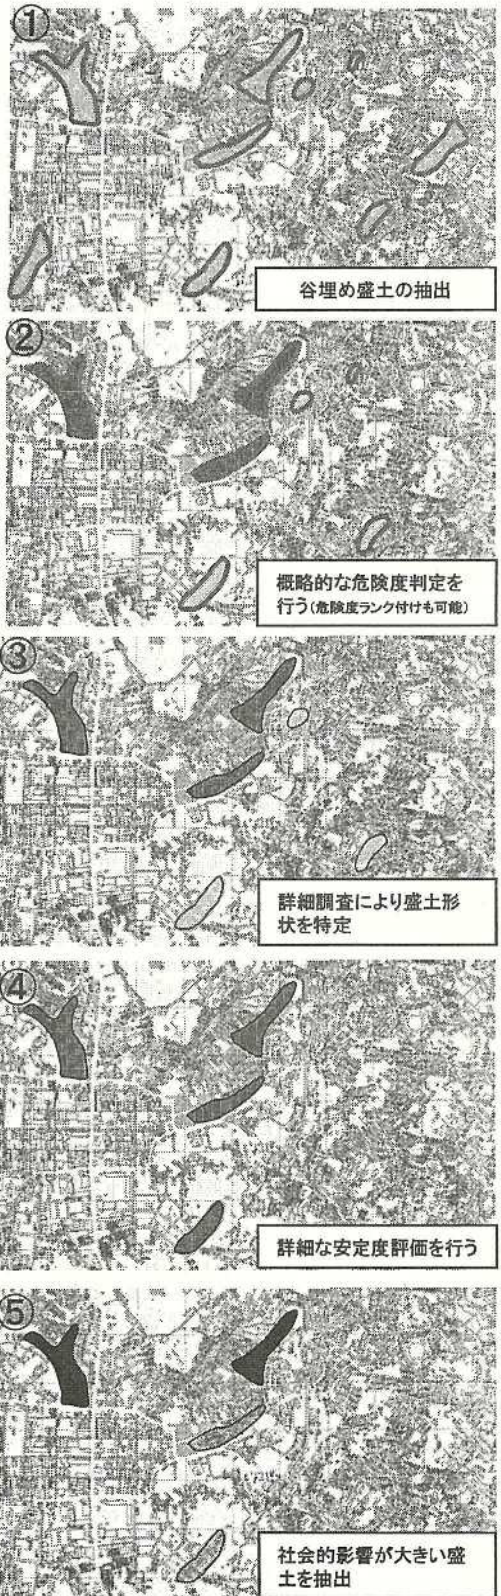 ①
谷埋め盛土の抽出
②
概略的な危険度判定を
行う(危険度ランク付けも可能)
③
詳細調査により盛土形
状を特定
④
詳細な安定度評価を行う
⑤
社会的影響が大きい盛
土を抽出